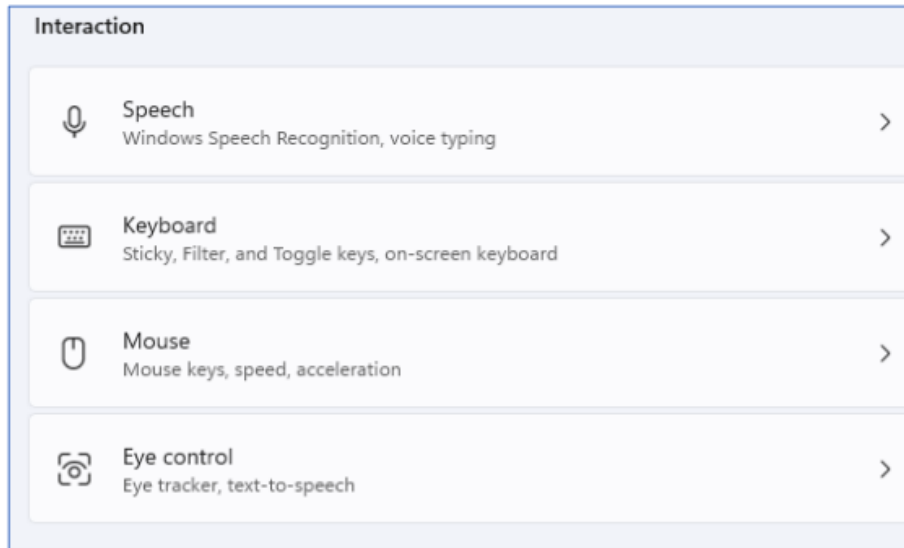 Interaction
Speech
Windows Speech Recognition, voice typing
Keyboard
Sticky, Filter, and Toggle keys, on-screen keyboard
Mouse
Mouse keys, speed, acceleration
Eye control
Eye tracker, text-to-speech